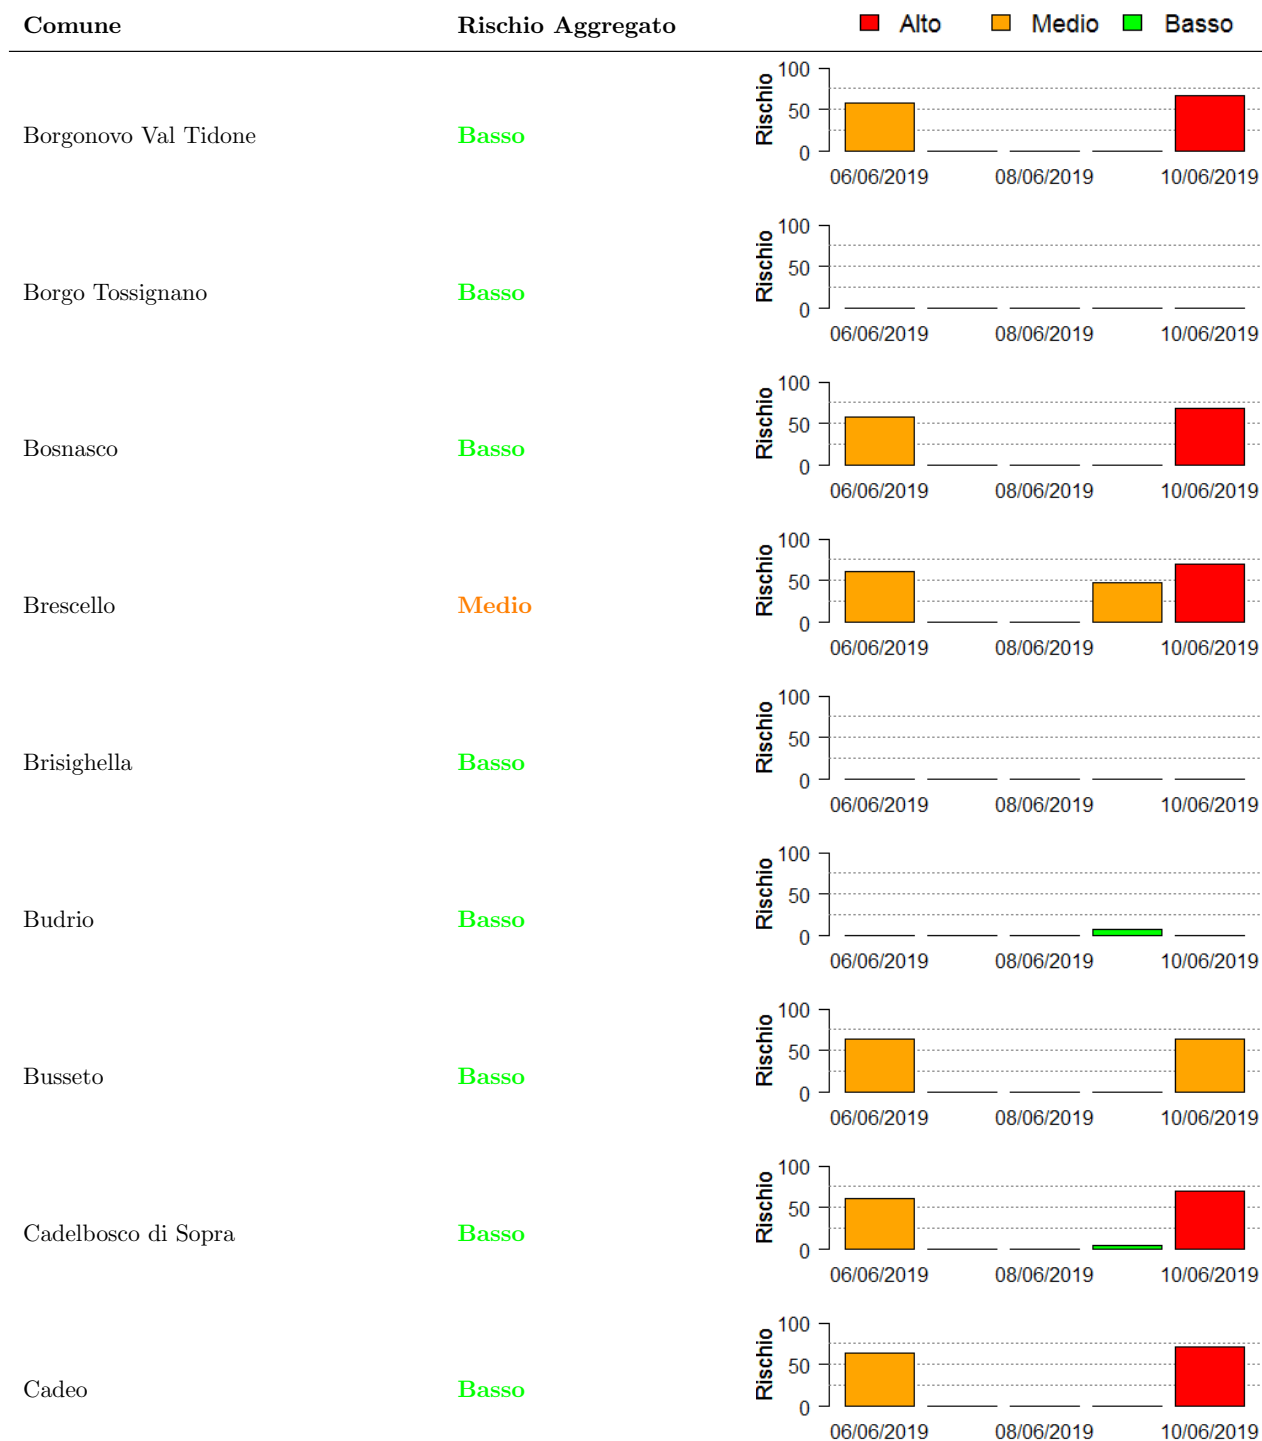 Comune Rischio Aggregato Alto Medio Basso
Borgonovo Val Tidone Basso Rischio 100 50 0
06/06/2019 08/06/2019 10/06/2019
Borgo Tossignano Basso Rischio 100 50 0
06/06/2019 08/06/2019 10/06/2019
Bosnasco Basso Rischio 100 50 0
06/06/2019 08/06/2019 10/06/2019
Brescello Medio Rischio 100 50 0
06/06/2019 08/06/2019 10/06/2019
Brisighella Basso Rischio 100 50 0
06/06/2019 08/06/2019 10/06/2019
Budrio Basso Rischio 100 50 0
06/06/2019 08/06/2019 10/06/2019
Busseto Basso Rischio 100 50 0
06/06/2019 08/06/2019 10/06/2019
Cadelbosco di Sopra Basso Rischio 100 50 0
06/06/2019 08/06/2019 10/06/2019
Cadeo Basso Rischio 100 50 0
06/06/2019 08/06/2019 10/06/2019